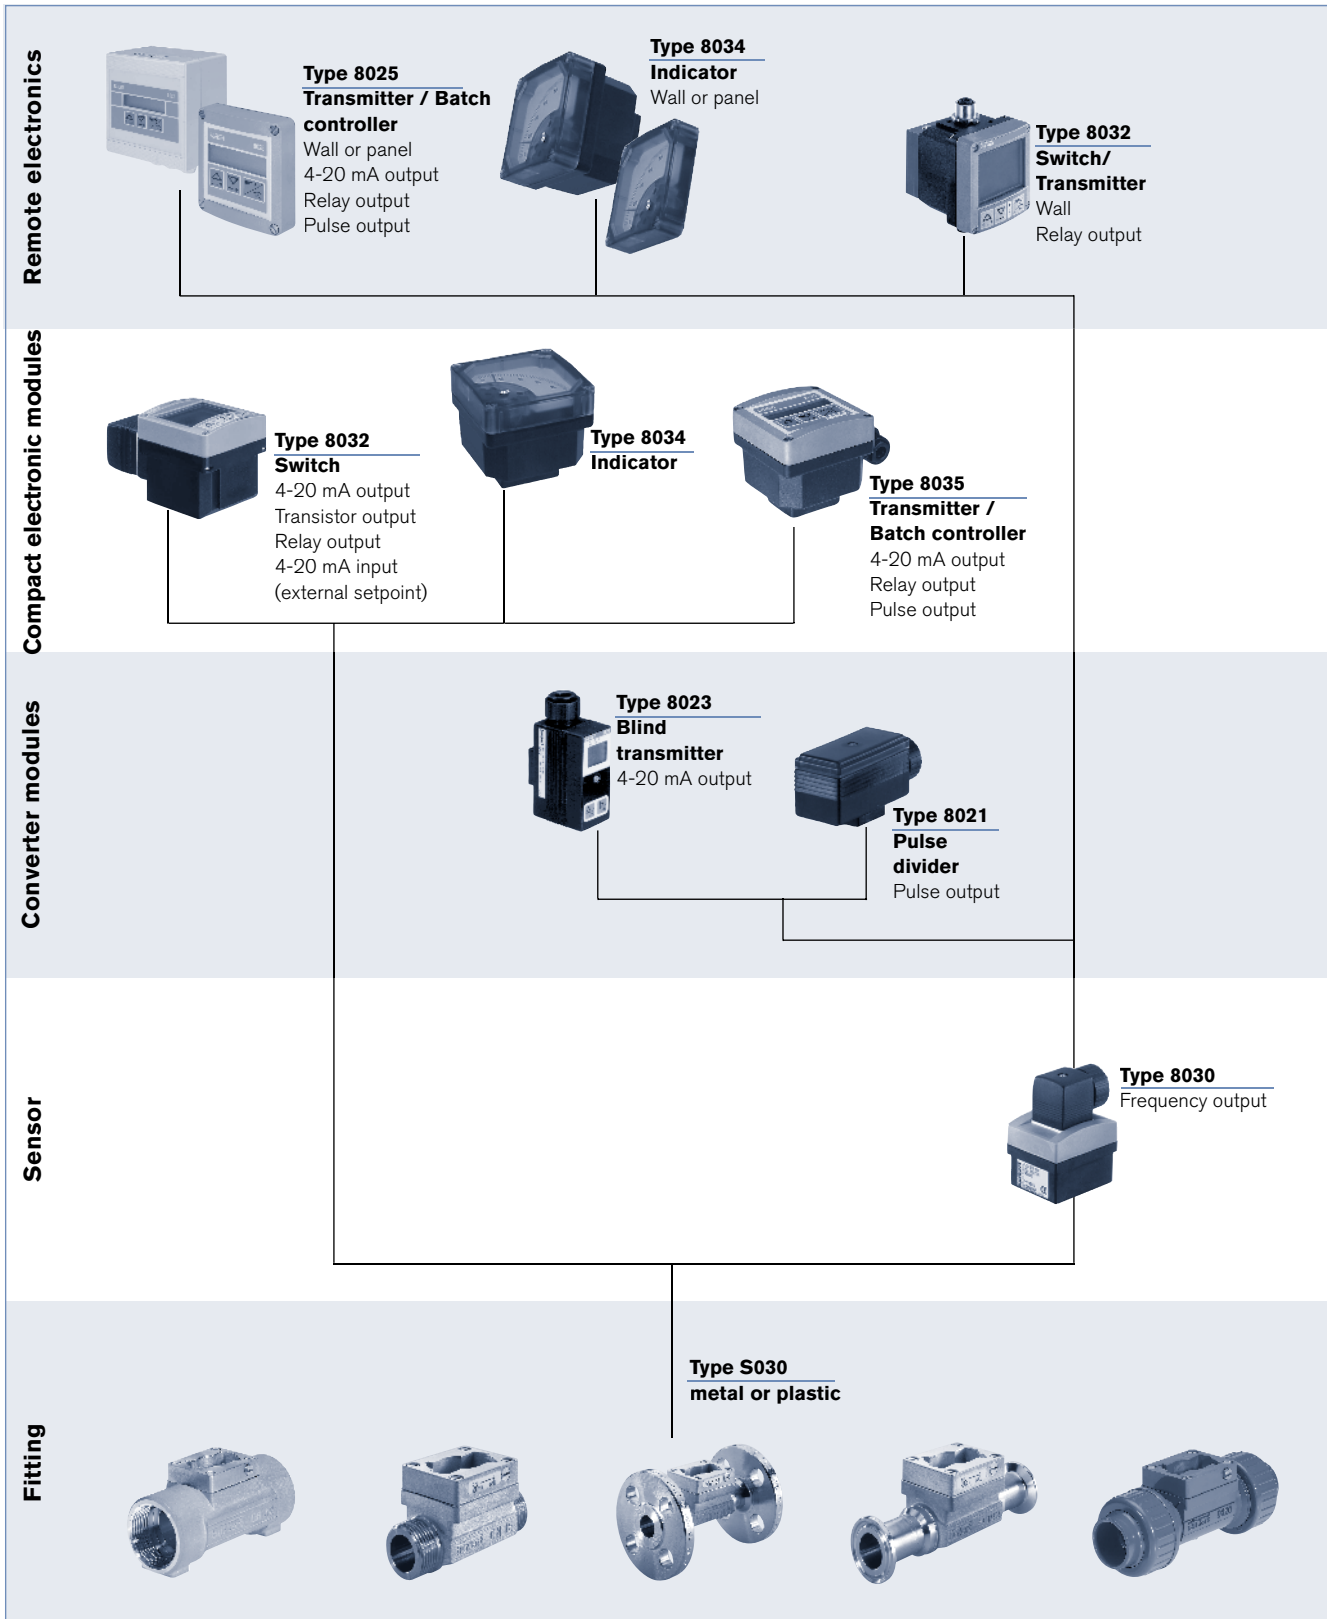 Remote electronics
Type 8025
Transmitter / Batch
controller
Wall or panel
4-20 mA output
Relay output
Pulse output
Type 8034
Indicator
Wall or panel
Type 8032
Switch/
Transmitter
Wall
Relay output
Compact electronic modules
Type 8032
Switch
4-20 mA output
Transistor output
Relay output
4-20 mA input
(external setpoint)
Type 8034
Indicator
Type 8035
Transmitter /
Batch controller
4-20 mA output
Relay output
Pulse output
Converter modules
Type 8023
Blind
transmitter
4-20 mA output
Type 8021
Pulse
divider
Pulse output
Sensor
Type 8030
Frequency output
Fitting
Type S030
metal or plastic